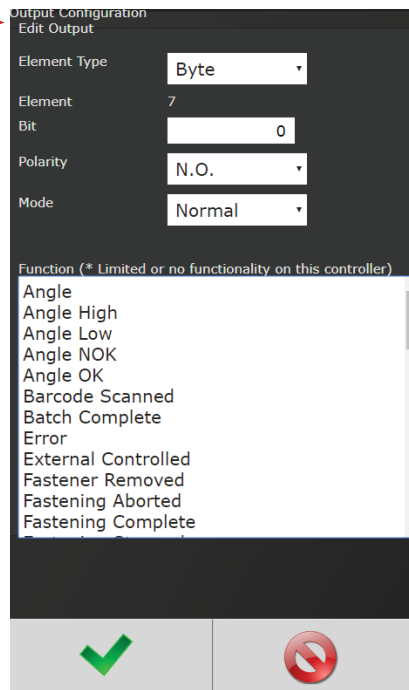 Output Configuration
Edit Output
Element Type Byte
Element 7
Bit 0
Polarity N.O.
Mode Normal
Function (* Limited or no functionality on this controller)
Angle
Angle High
Angle Low
Angle NOK
Angle OK
Barcode Scanned
Batch Complete
Error
External Controlled
Fastener Removed
Fastening Aborted
Fastening Complete